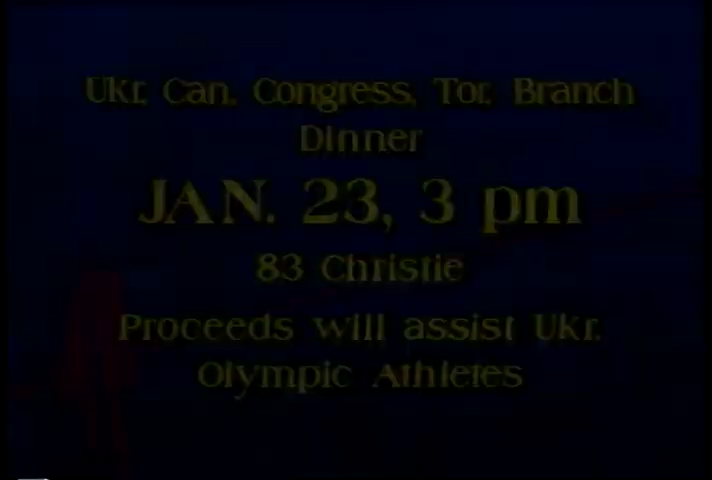 Ukr. Can. Congress, Tor. Branch
Dinner
JAN. 23, 3 pm
83 Christie
Proceeds will assist Ukr.
Olympic Athletes